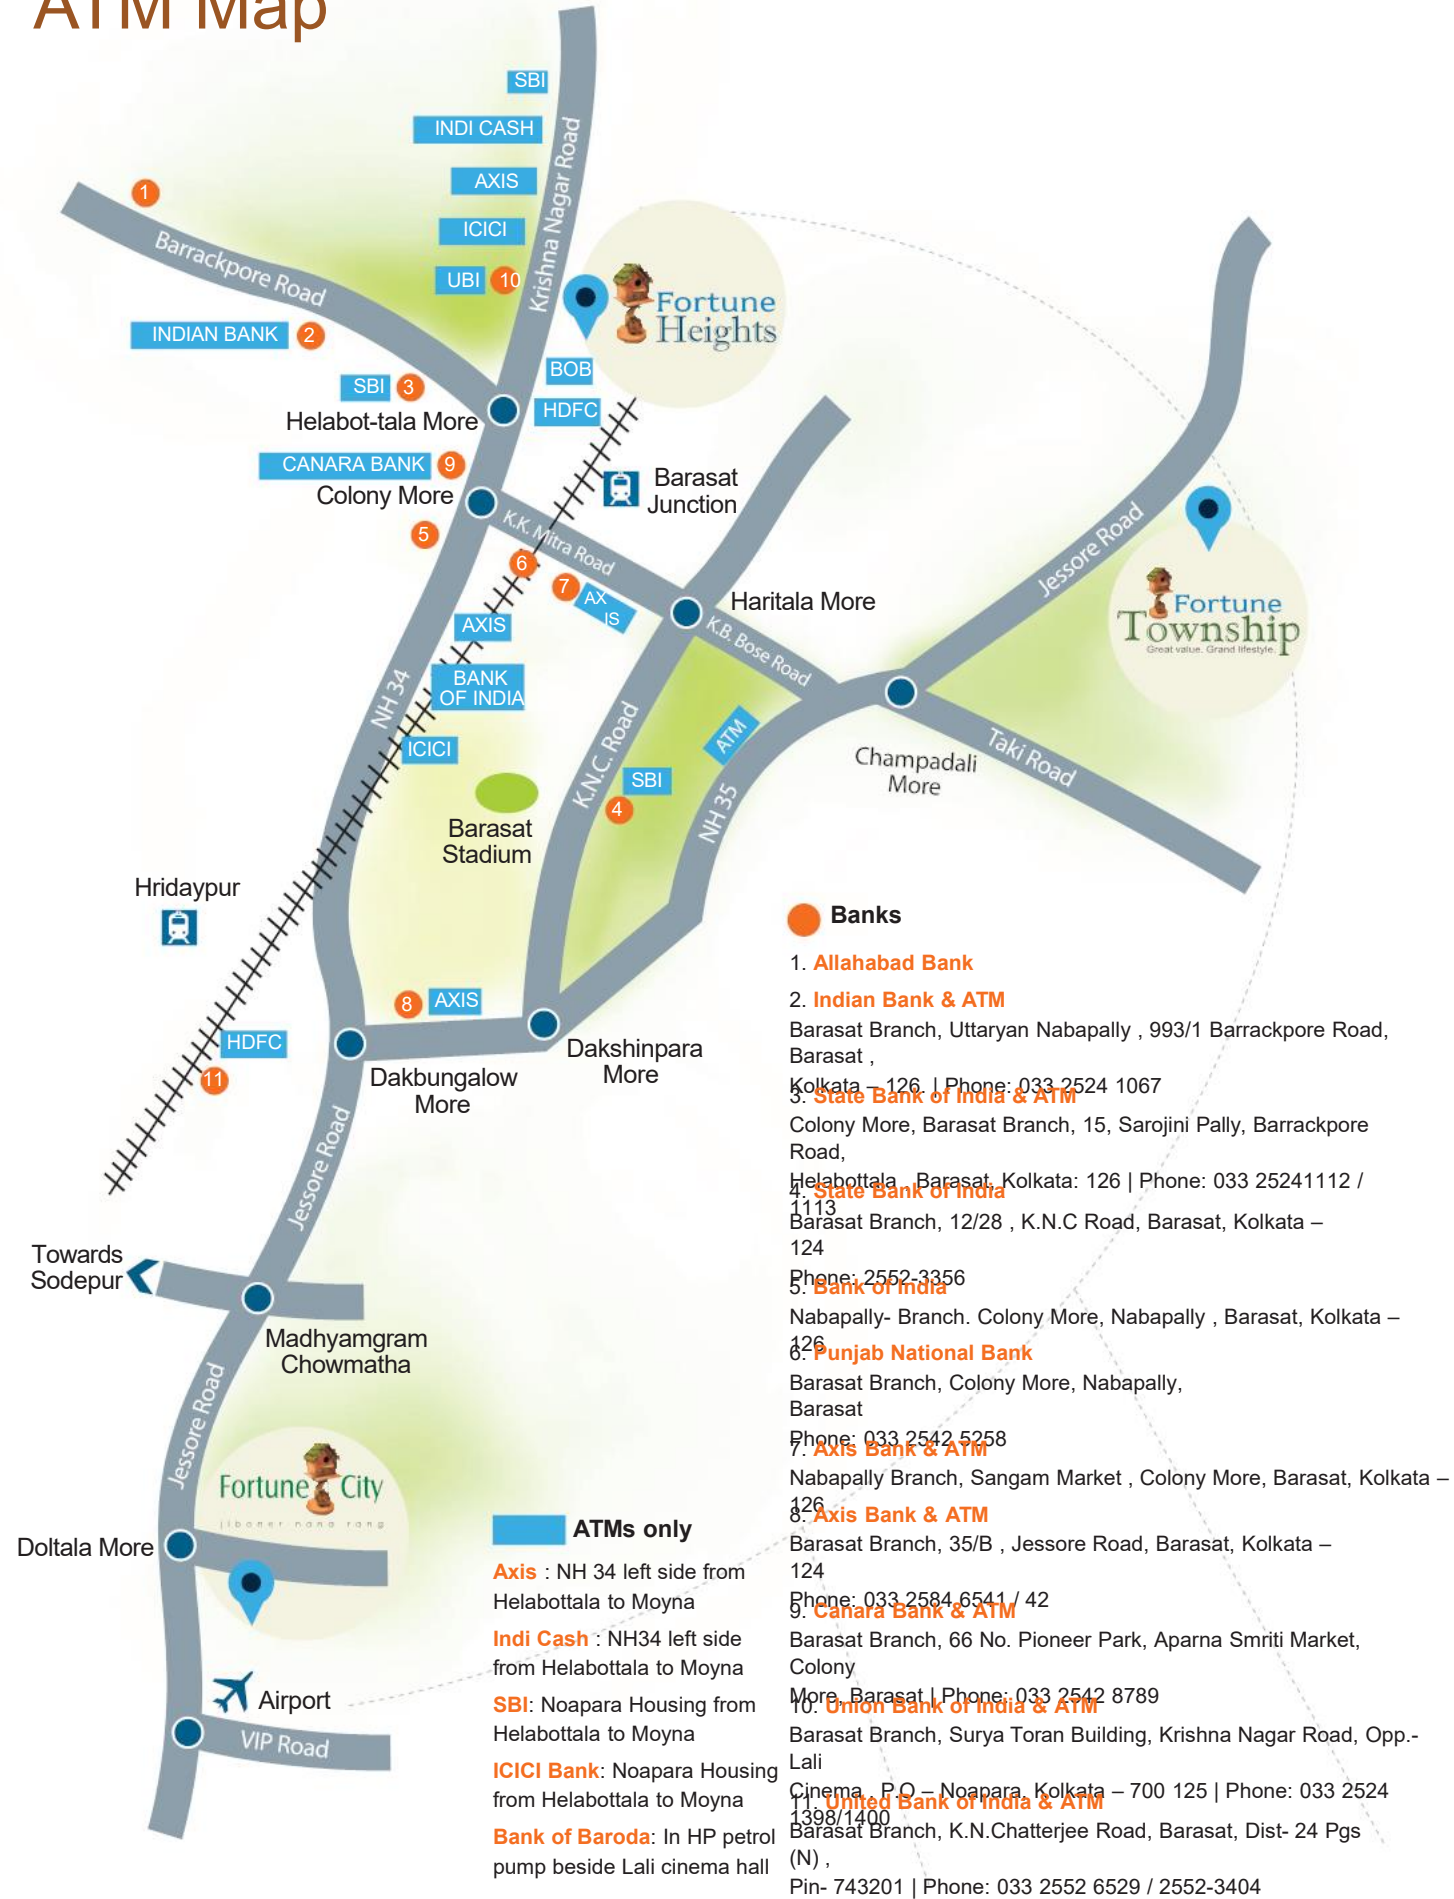 ATM Map
SBI
INDI CASH
AXIS
ICICI
UBI 10
Krishna Nagar Road
1
Barrackpore Road
Fortune
Heights
INDIAN BANK 2
BOB
SBI 3
HDFC
Helabot-tala More
CANARA BANK 9
Colony More
Barasat
Junction
5
K.K. Mitra Road
6
7
AX
IS
Haritala More
K.B. Bose Road
Jessore Road
Fortune
Township
Great value. Grand lifestyle.
AXIS
BANK
OF INDIA
NH 34
ICICI
K.N.C. Road
ATM
SBI
4
NH 35
Champadali
More
Taki Road
Barasat
Stadium
Hridaypur
8 AXIS
HDFC
11
Dakbungalow
More
Dakshinpara
More
Jessore Road
Towards
Sodepur
Madhyamgram
Chowmatha
Jessore Road
Fortune City
jiboner nana rang
Doltala More
Airport
VIP Road
ATMs only
Axis : NH 34 left side from
Helabottala to Moyna
Indi Cash : NH34 left side
from Helabottala to Moyna
SBI: Noapara Housing from
Helabottala to Moyna
ICICI Bank: Noapara Housing
from Helabottala to Moyna
Bank of Baroda: In HP petrol
pump beside Lali cinema hall
Banks
1. Allahabad Bank
2. Indian Bank & ATM
Barasat Branch, Uttaryan Nabapally , 993/1 Barrackpore Road,
Barasat ,
Kolkata – 126. | Phone: 033 2524 1067
3. State Bank of India & ATM
Colony More, Barasat Branch, 15, Sarojini Pally, Barrackpore
Road,
Helabottala , Barasat, Kolkata: 126 | Phone: 033 25241112 /
1113
4. State Bank of India
Barasat Branch, 12/28 , K.N.C Road, Barasat, Kolkata –
124
Phone: 2552-3356
5. Bank of India
Nabapally- Branch. Colony More, Nabapally , Barasat, Kolkata –
126
6. Punjab National Bank
Barasat Branch, Colony More, Nabapally,
Barasat
Phone: 033 2542 5258
7. Axis Bank & ATM
Nabapally Branch, Sangam Market , Colony More, Barasat, Kolkata –
126
8. Axis Bank & ATM
Barasat Branch, 35/B , Jessore Road, Barasat, Kolkata –
124
Phone: 033 2584 6541 / 42
9. Canara Bank & ATM
Barasat Branch, 66 No. Pioneer Park, Aparna Smriti Market,
Colony
More, Barasat | Phone: 033 2542 8789
10. Union Bank of India & ATM
Barasat Branch, Surya Toran Building, Krishna Nagar Road, Opp.-
Lali
Cinema , P.O – Noapara, Kolkata – 700 125 | Phone: 033 2524
1398/1400
11. United Bank of India & ATM
Barasat Branch, K.N.Chatterjee Road, Barasat, Dist- 24 Pgs
(N) ,
Pin- 743201 | Phone: 033 2552 6529 / 2552-3404